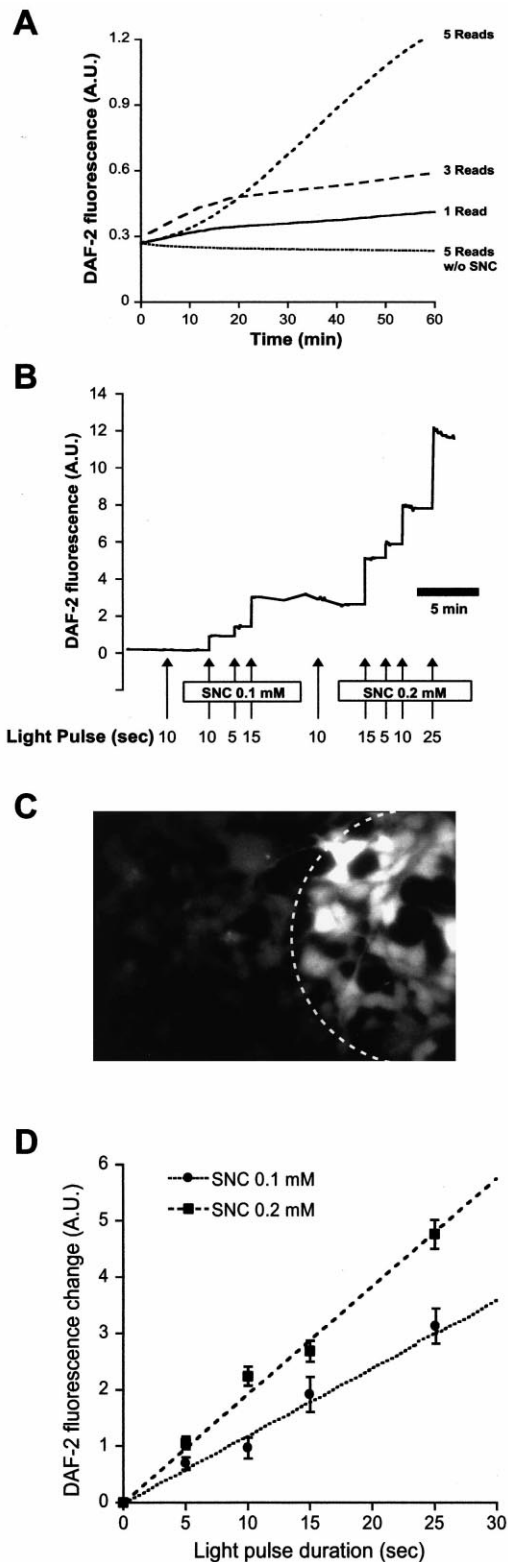 A
DAF-2 fluorescence (A.U.)
1.2
0.9
0.6
0.3
0
0 10 20 30 40 50 60
Time (min)
5 Reads
3 Reads
1 Read
5 Reads
w/o SNC
B
DAF-2 fluorescence (A.U.)
14
12
10
8
6
4
2
0
5 min
SNC 0.1 mM
SNC 0.2 mM
Light Pulse (sec) 10 10 5 15 10 15 5 10 25
C
D
DAF-2 fluorescence change (A.U.)
6
5
4
3
2
1
0
SNC 0.1 mM
SNC 0.2 mM
0 5 10 15 20 25 30
Light pulse duration (sec)